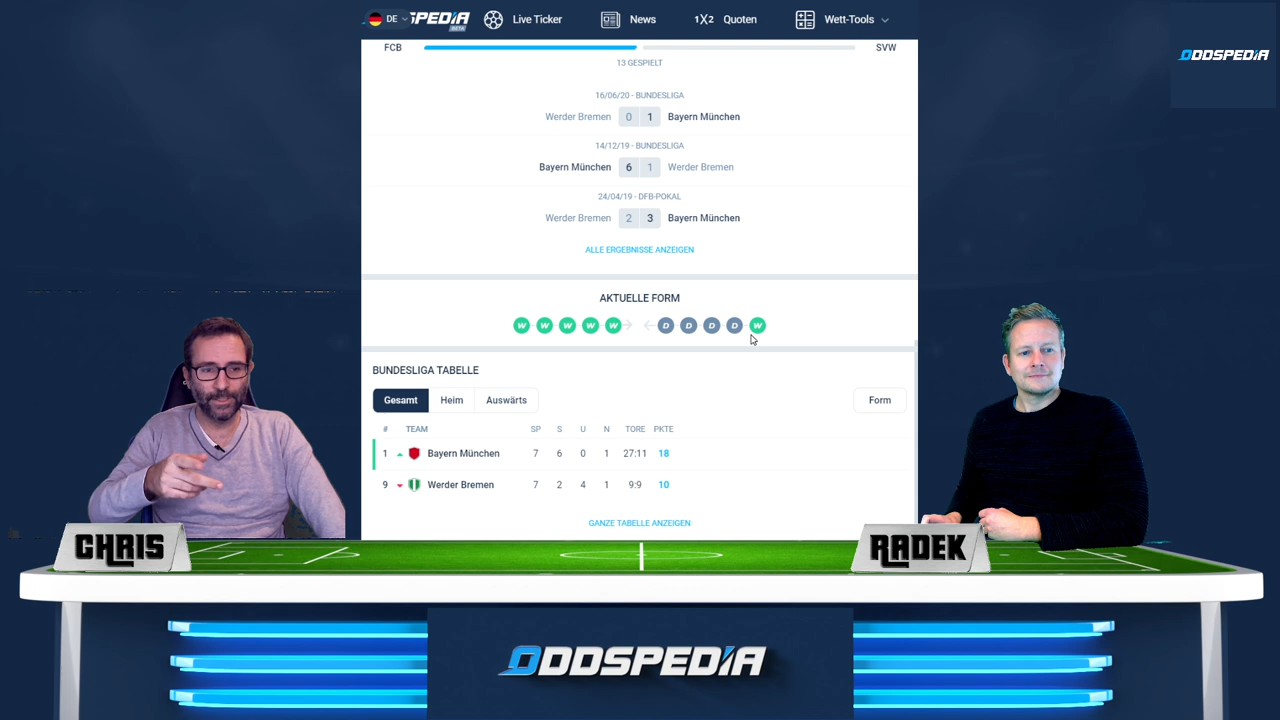 DE
PEDIA
BETA
Live Ticker
News
1X2 Quoten
Wett-Tools
ODDSPEDIA
FCB
SVW
13 GESPIELT
16/06/20 - BUNDESLIGA
Werder Bremen 0 1 Bayern München
14/12/19 - BUNDESLIGA
Bayern München 6 1 Werder Bremen
24/04/19 - DFB-POKAL
Werder Bremen 2 3 Bayern München
ALLE ERGEBNISSE ANZEIGEN
AKTUELLE FORM
W W W W W D D D D W
BUNDESLIGA TABELLE
Gesamt Heim Auswärts Form
# TEAM SP S U N TORE PKTE
1 Bayern München 7 6 0 1 27:11 18
9 Werder Bremen 7 2 4 1 9:9 10
GANZE TABELLE ANZEIGEN
CHRIS
RADEK
ODDSPEDIA